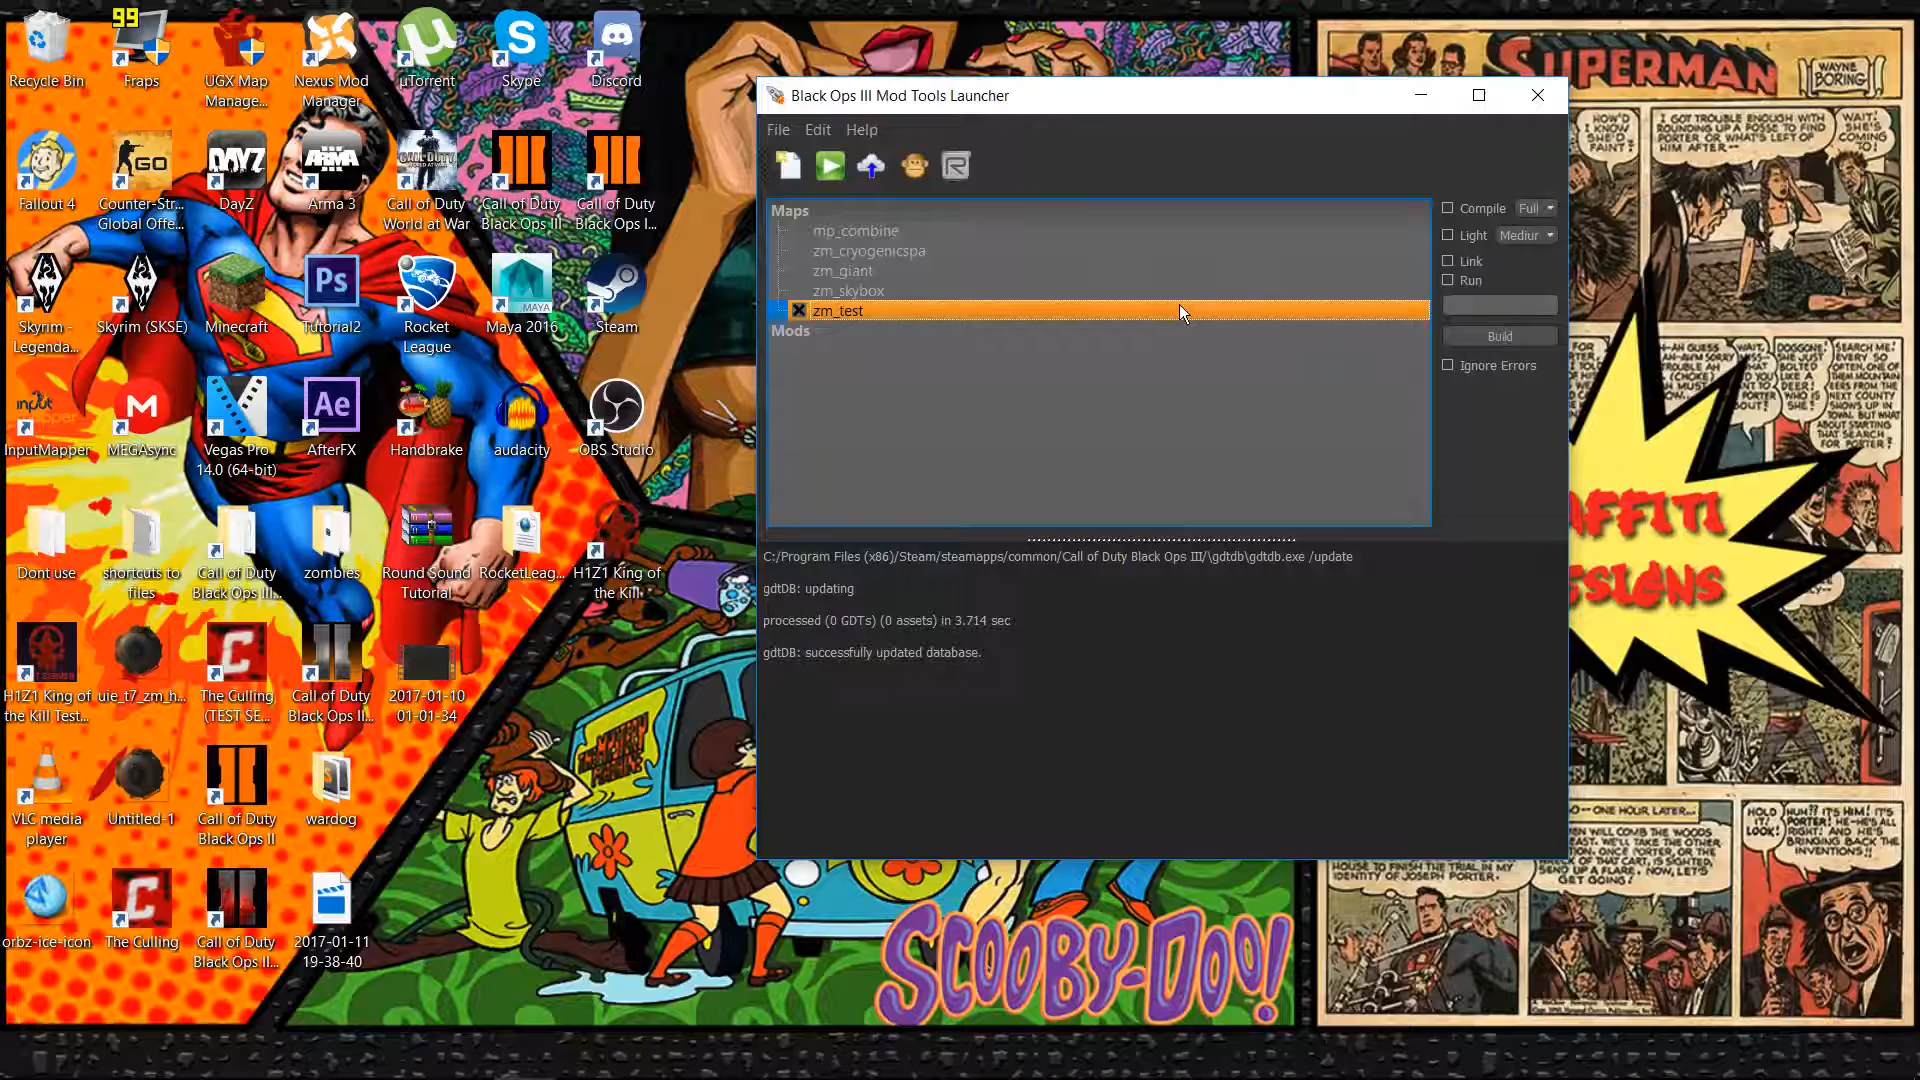 99
Recycle Bin
Fraps
UGX Map
Manage...
Nexus Mod
Manager
µTorrent
Skype
Discord
Fallout 4
Counter-Str...
Global Offe...
DayZ
Arma 3
Call of Duty
World at War
Call of Duty
Black Ops III
Call of Duty
Black Ops I...
Skyrim -
Legenda...
Skyrim (SKSE)
Minecraft
Tutorial2
Rocket
League
Maya 2016
Steam
InputMapper
MEGAsync
Vegas Pro
14.0 (64-bit)
AfterFX
Handbrake
audacity
OBS Studio
Dont use
shortcuts to
files
Call of Duty
Black Ops III...
zombies
Round Sound
Tutorial
RocketLeag...
H1Z1 King of
the Kill
H1Z1 King of
the Kill Test...
uie_t7_zm_h...
The Culling
(TEST SE...
Call of Duty
Black Ops II...
2017-01-10
01-01-34
VLC media
player
Untitled-1
Call of Duty
Black Ops II
wardog
orbz-ice-icon
The Culling
Call of Duty
Black Ops II...
2017-01-11
19-38-40
Black Ops III Mod Tools Launcher
File Edit Help
Maps
mp_combine
zm_cryogenicspa
zm_giant
zm_skybox
zm_test
Mods
Compile Full
Light Mediur
Link
Run
Build
Ignore Errors
C:/Program Files (x86)/Steam/steamapps/common/Call of Duty Black Ops III/\gdtdb\gdtdb.exe /update
gdtDB: updating
processed (0 GDTs) (0 assets) in 3.714 sec
gdtDB: successfully updated database.
SUPERMAN
WAYNE
BORING
SCOOBY-DOO!